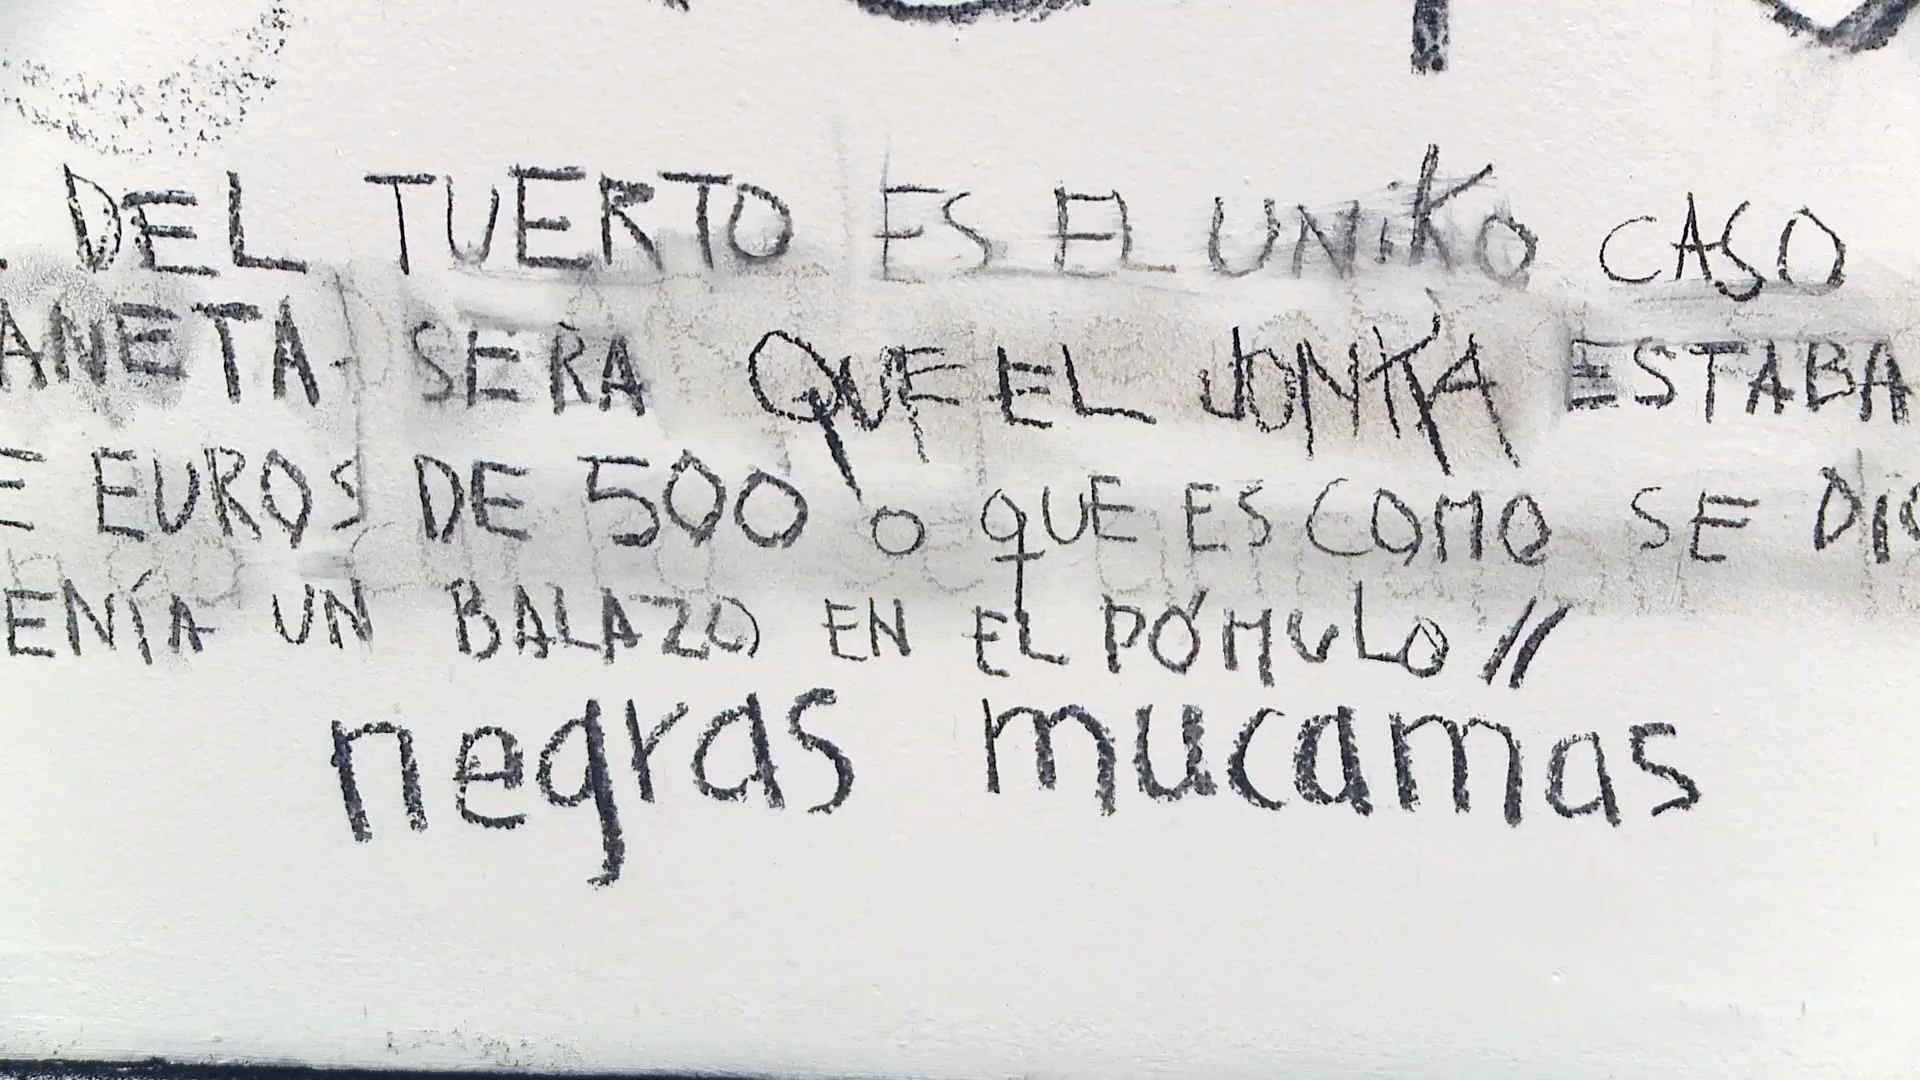 DEL TUERTO ES EL UNiKO CASO
ANETA SERÀ QUE EL JONKA ESTABA
E EUROS DE 500 O QUE ES COMO SE DIC
ENÍA UN BALAZO EN EL PÓMULO //
negras mucamas